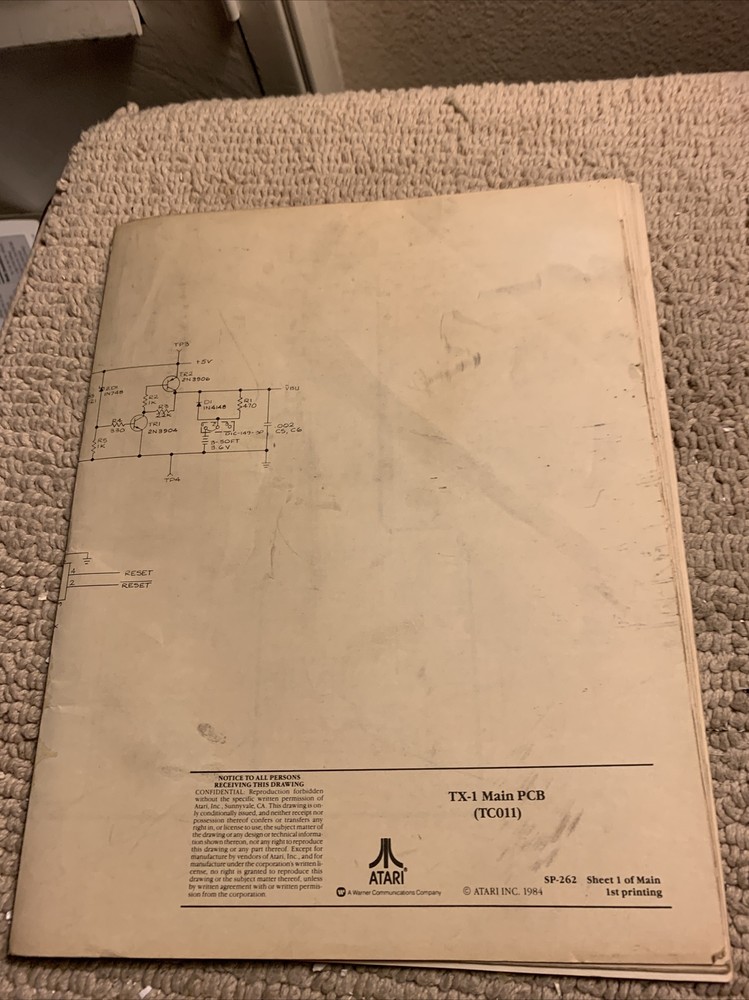 TP3
+5V
TR2
2N3906
R2
1K
R3
2.2K
D1
1N4148
R1
470
R4
330
TR1
2N3904
R5
1K
.002
C5, C6
3-50FT
3.6V
TP4
4
RESET
2
RESET
NOTICE TO ALL PERSONS
RECEIVING THIS DRAWING
CONFIDENTIAL: Reproduction forbidden
without the specific written permission of
Atari, Inc., Sunnyvale, CA. This drawing is on-
ly conditionally issued, and neither receipt nor
possession thereof confers or transfers any
right in, or license to use, the subject matter of
the drawing or any design or technical informa-
tion shown thereon, nor any right to reproduce
this drawing or any part thereof. Except for
manufacture by vendors of Atari, Inc., and for
manufacture under the corporation's written li-
cense, no right is granted to reproduce this
drawing or the subject matter thereof, unless
by written agreement with or written permis-
sion from the corporation.
ATARI®
A Warner Communications Company
TX-1 Main PCB
(TC011)
© ATARI INC. 1984
SP-262 Sheet 1 of Main
1st printing